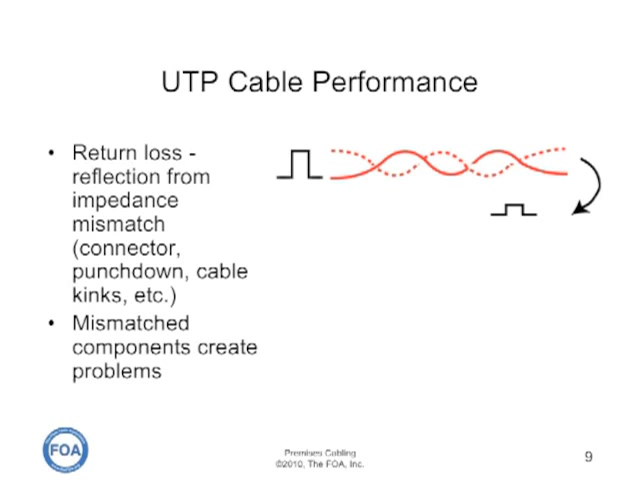 UTP Cable Performance
• Return loss -
reflection from
impedance
mismatch
(connector,
punchdown, cable
kinks, etc.)
• Mismatched
components create
problems
FOA
Premises Cabling
©2010, The FOA, Inc.
9